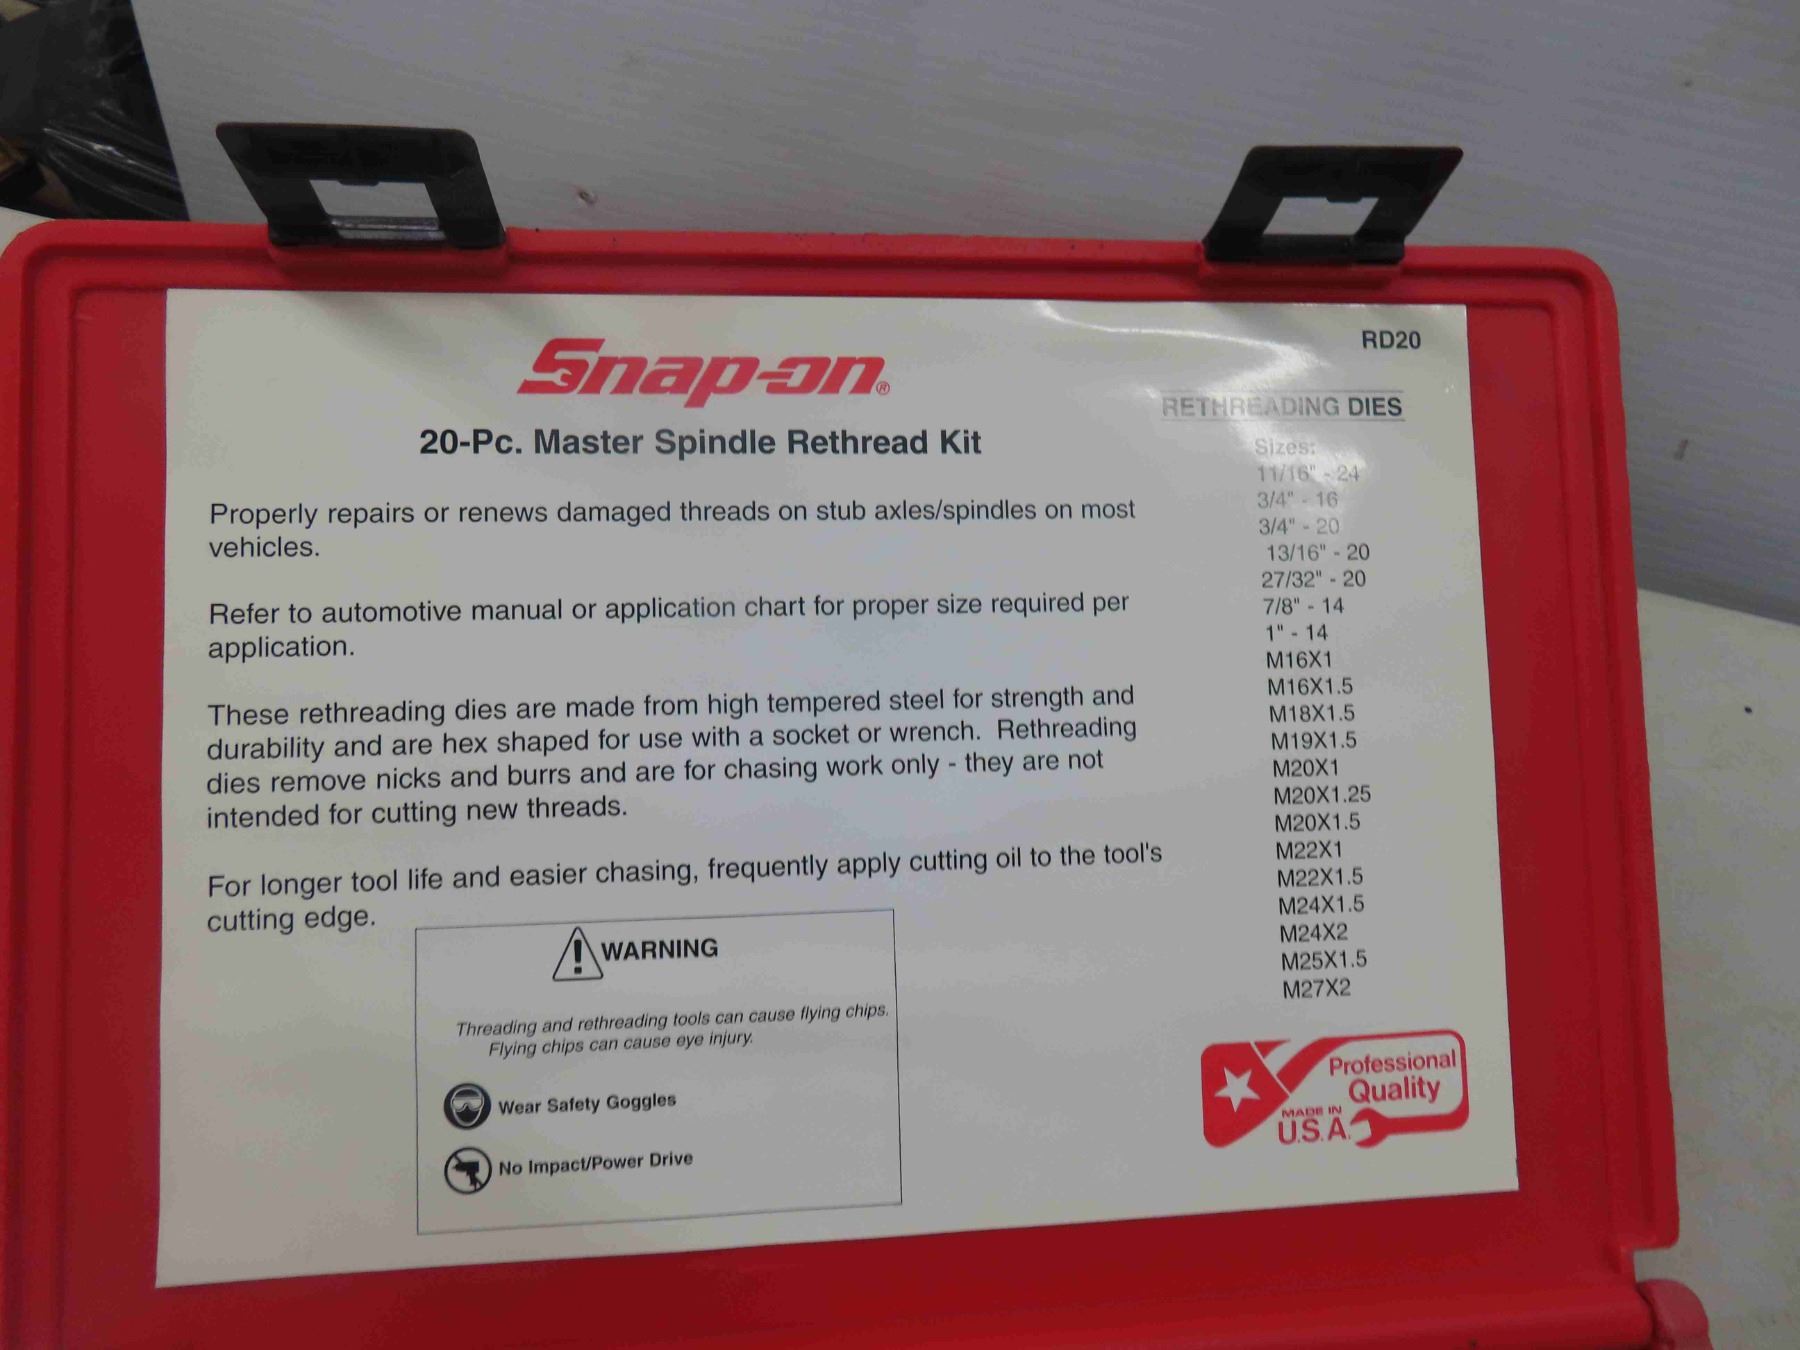 Snap-on®
20-Pc. Master Spindle Rethread Kit
Properly repairs or renews damaged threads on stub axles/spindles on most
vehicles.
Refer to automotive manual or application chart for proper size required per
application.
These rethreading dies are made from high tempered steel for strength and
durability and are hex shaped for use with a socket or wrench. Rethreading
dies remove nicks and burrs and are for chasing work only - they are not
intended for cutting new threads.
For longer tool life and easier chasing, frequently apply cutting oil to the tool's
cutting edge.
WARNING
Threading and rethreading tools can cause flying chips.
Flying chips can cause eye injury.
Wear Safety Goggles
No Impact/Power Drive
RD20
RETHREADING DIES
Sizes:
11/16" - 24
3/4" - 16
3/4" - 20
13/16" - 20
27/32" - 20
7/8" - 14
1" - 14
M16X1
M16X1.5
M18X1.5
M19X1.5
M20X1
M20X1.25
M20X1.5
M22X1
M22X1.5
M24X1.5
M24X2
M25X1.5
M27X2
Professional
Quality
MADE IN
U.S.A.